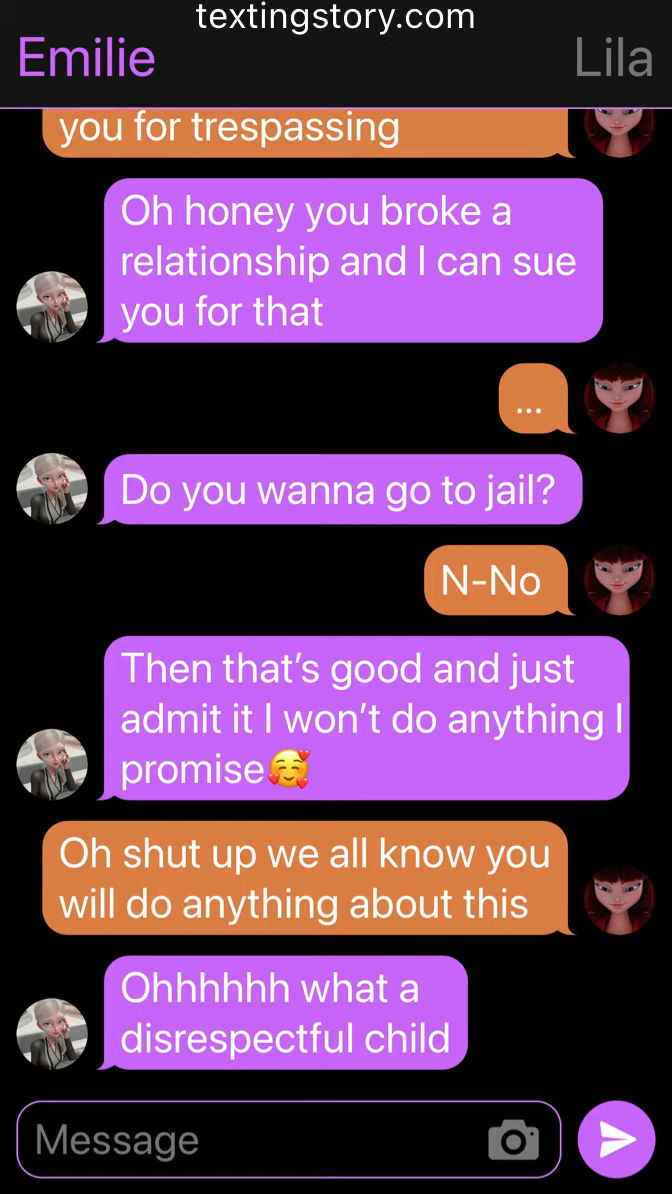 textingstory.com
Emilie
Lila
you for trespassing
Oh honey you broke a
relationship and I can sue
you for that
...
Do you wanna go to jail?
N-No
Then that’s good and just
admit it I won’t do anything I
promise🥰
Oh shut up we all know you
will do anything about this
Ohhhhhh what a
disrespectful child
Message